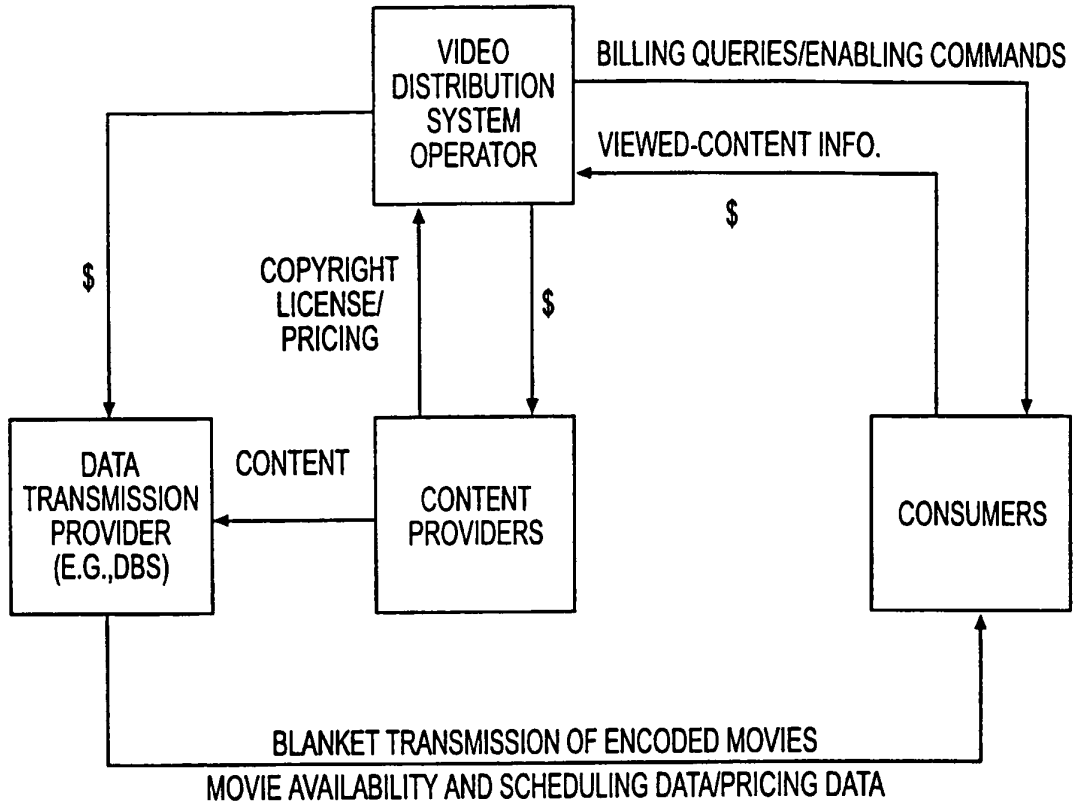 VIDEO
DISTRIBUTION
SYSTEM
OPERATOR
BILLING QUERIES/ENABLING COMMANDS
VIEWED-CONTENT INFO.
$
$
COPYRIGHT
LICENSE/
PRICING
$
DATA
TRANSMISSION
PROVIDER
(E.G.,DBS)
CONTENT
CONTENT
PROVIDERS
CONSUMERS
BLANKET TRANSMISSION OF ENCODED MOVIES
MOVIE AVAILABILITY AND SCHEDULING DATA/PRICING DATA